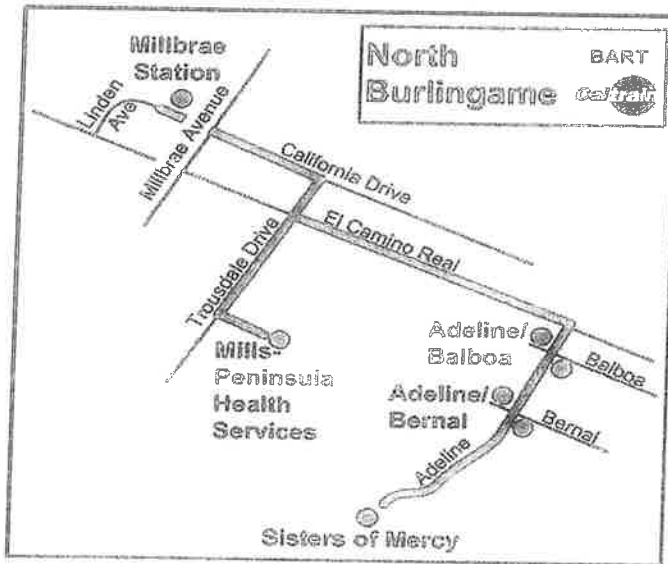 Millbrae
Station
North
Burlingame
BART
Caltrain
Linden
Ave
Millbrae Avenue
California Drive
El Camino Real
Trousdale Drive
Mills-
Peninsula
Health
Services
Adeline/
Balboa
Balboa
Adeline/
Bernal
Bernal
Adeline
Sisters of Mercy